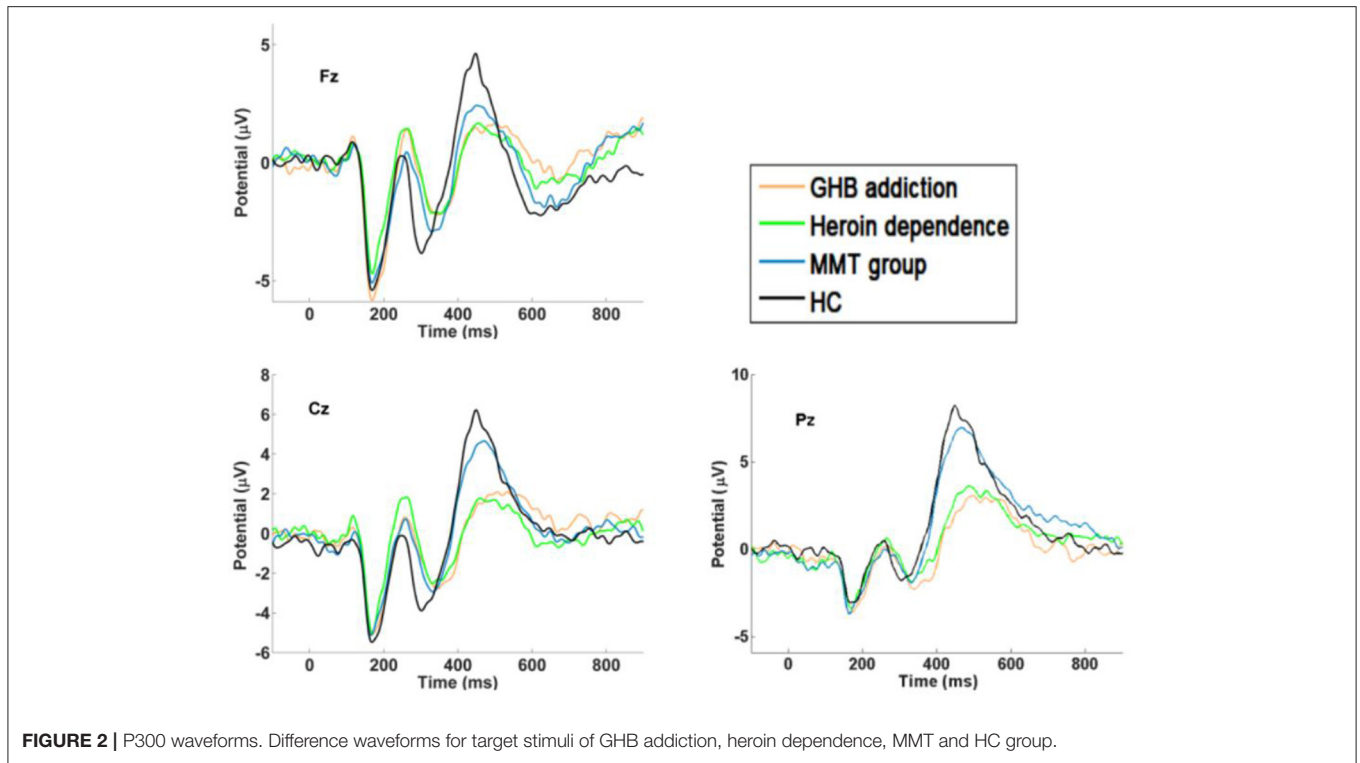 5
Fz
0
-5
Potential (µV)
0 200 400 600 800
Time (ms)
GHB addiction
Heroin dependence
MMT group
HC
8
6
4
2
0
-2
-4
-6
Cz
Potential (µV)
0 200 400 600 800
Time (ms)
10
5
0
-5
Pz
Potential (µV)
0 200 400 600 800
Time (ms)
FIGURE 2 | P300 waveforms. Difference waveforms for target stimuli of GHB addiction, heroin dependence, MMT and HC group.